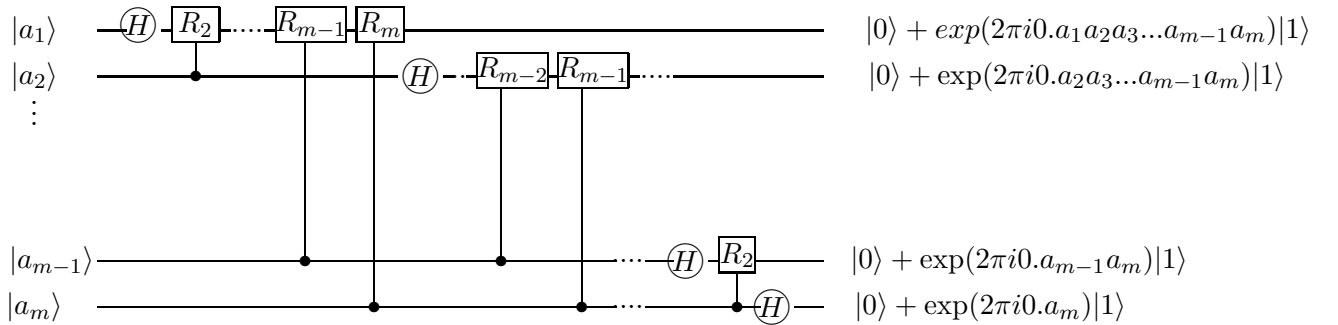 |a₁⟩ H R₂ ···· Rₘ₋₁ Rₘ |0⟩ + exp(2πi0.a₁a₂a₃...aₘ₋₁aₘ)|1⟩
|a₂⟩ H ·· Rₘ₋₂ Rₘ₋₁ ···· |0⟩ + exp(2πi0.a₂a₃...aₘ₋₁aₘ)|1⟩
⋮
|aₘ₋₁⟩ ···· H R₂ |0⟩ + exp(2πi0.aₘ₋₁aₘ)|1⟩
|aₘ⟩ ···· H |0⟩ + exp(2πi0.aₘ)|1⟩